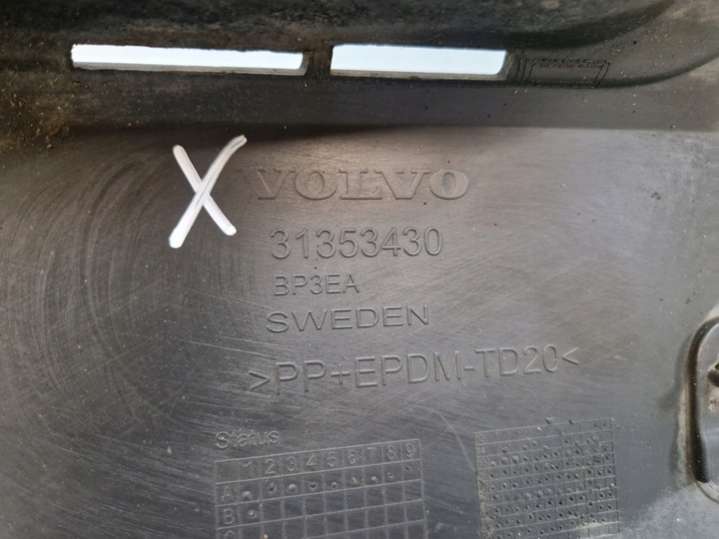 X VOLVO
31353430
BP3EA
SWEDEN
>PP+EPDM-TD20<
Status
1 2 3 4 5 6 7 8 9
A
B